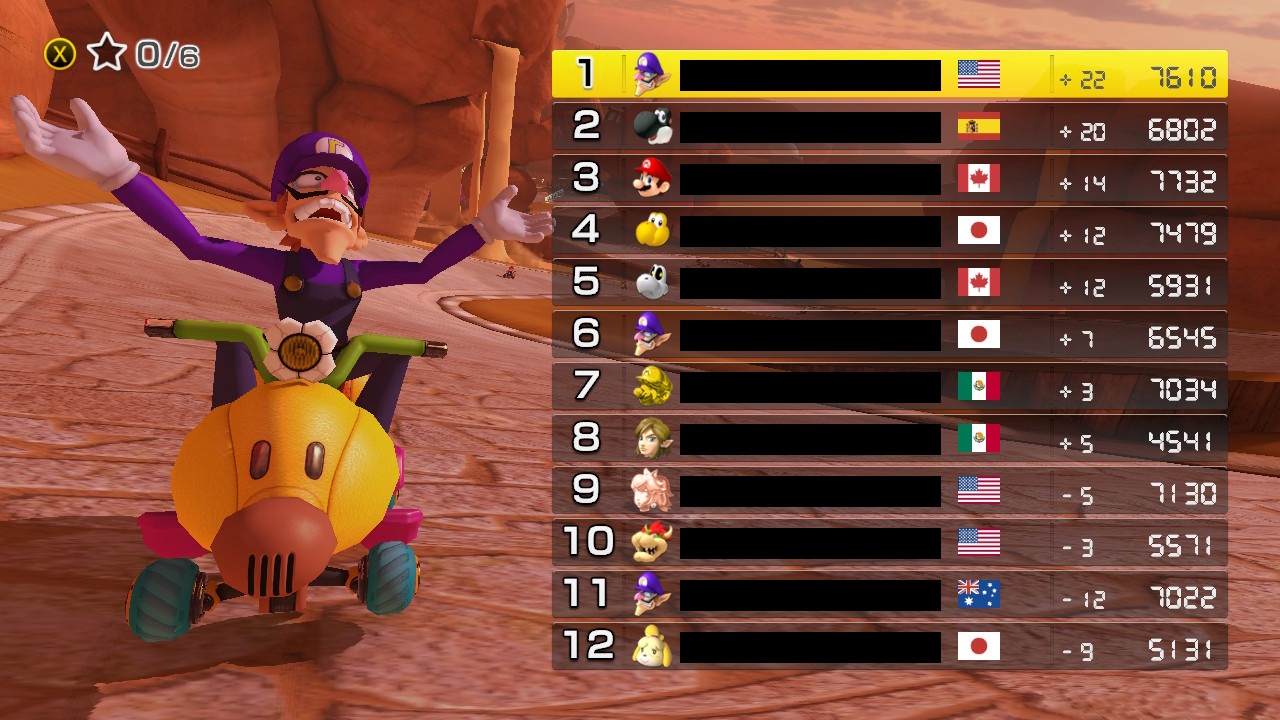 X 0/6
1 + 22 7610
2 + 20 6802
3 + 14 7732
4 + 12 7479
5 + 12 5931
6 + 7 6545
7 + 3 7034
8 + 5 4541
9 - 5 7130
10 - 3 5571
11 - 12 7022
12 - 9 5131